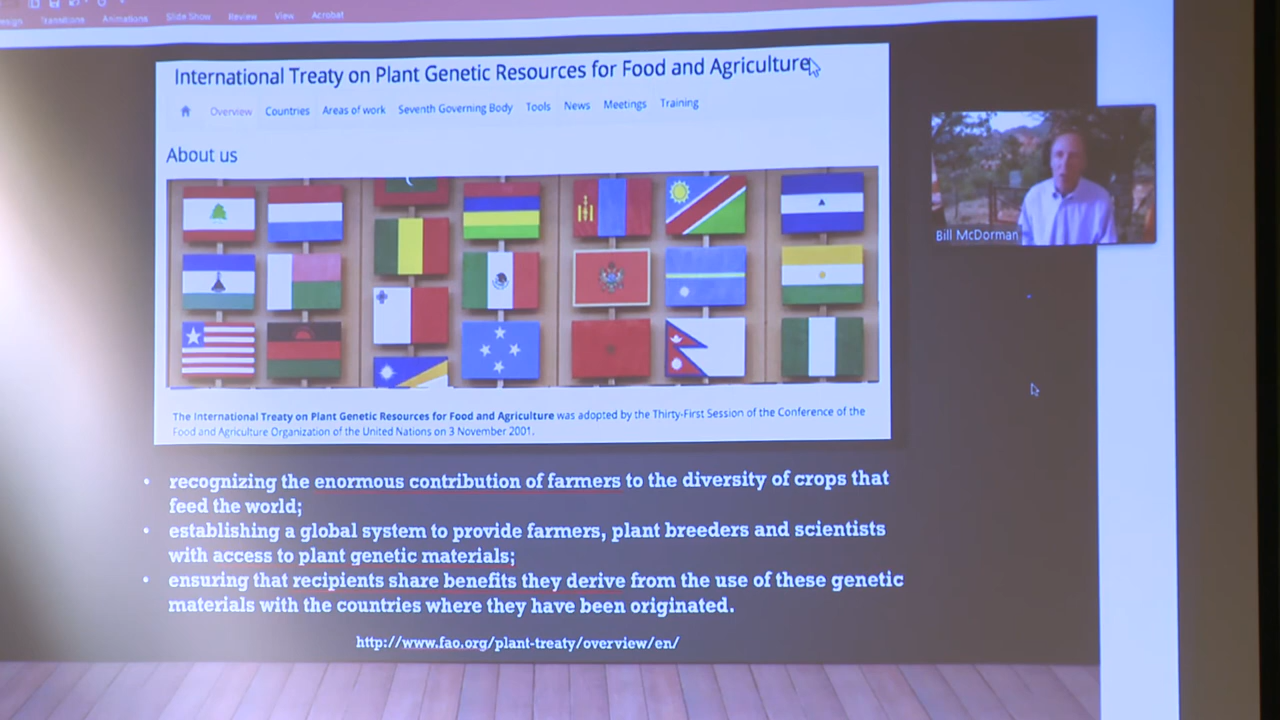 Transitions
Animations
Slide Show
Review
View
Acrobat
International Treaty on Plant Genetic Resources for Food and Agriculture
Overview
Countries
Areas of work
Seventh Governing Body
Tools
News
Meetings
Training
About us
Bill McDorman
The International Treaty on Plant Genetic Resources for Food and Agriculture was adopted by the Thirty-First Session of the Conference of the
Food and Agriculture Organization of the United Nations on 3 November 2001.
• recognizing the enormous contribution of farmers to the diversity of crops that
feed the world;
• establishing a global system to provide farmers, plant breeders and scientists
with access to plant genetic materials;
• ensuring that recipients share benefits they derive from the use of these genetic
materials with the countries where they have been originated.
http://www.fao.org/plant-treaty/overview/en/